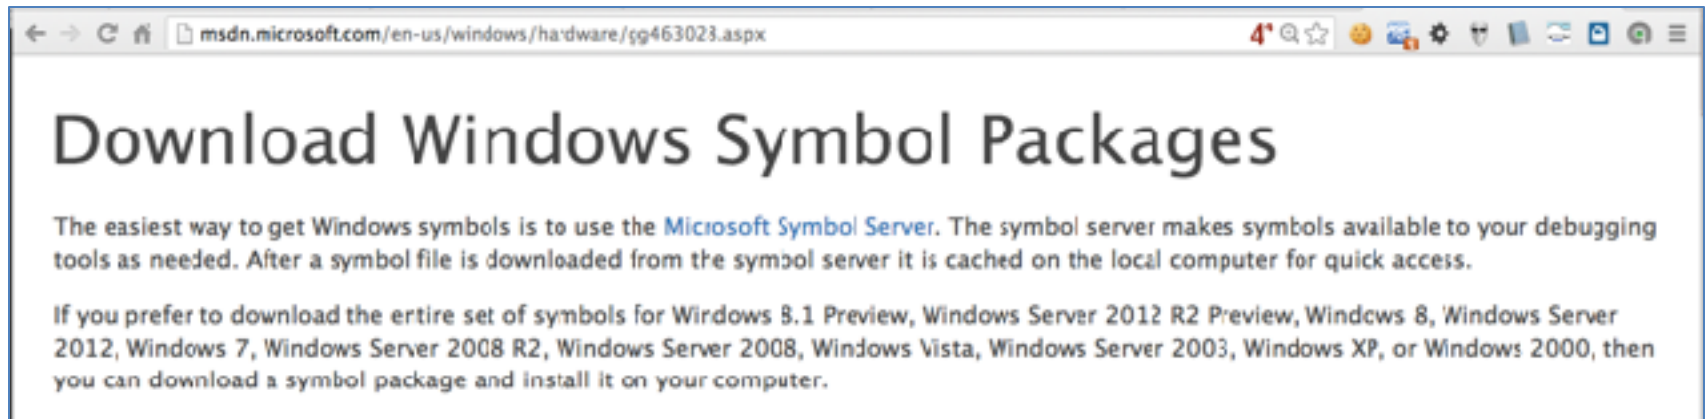 msdn.microsoft.com/en-us/windows/hardware/gg463028.aspx
4*
Download Windows Symbol Packages
The easiest way to get Windows symbols is to use the Microsoft Symbol Server. The symbol server makes symbols available to your debugging
tools as needed. After a symbol file is downloaded from the symbol server it is cached on the local computer for quick access.
If you prefer to download the entire set of symbols for Windows 8.1 Preview, Windows Server 2012 R2 Preview, Windows 8, Windows Server
2012, Windows 7, Windows Server 2008 R2, Windows Server 2008, Windows Vista, Windows Server 2003, Windows XP, or Windows 2000, then
you can download a symbol package and install it on your computer.